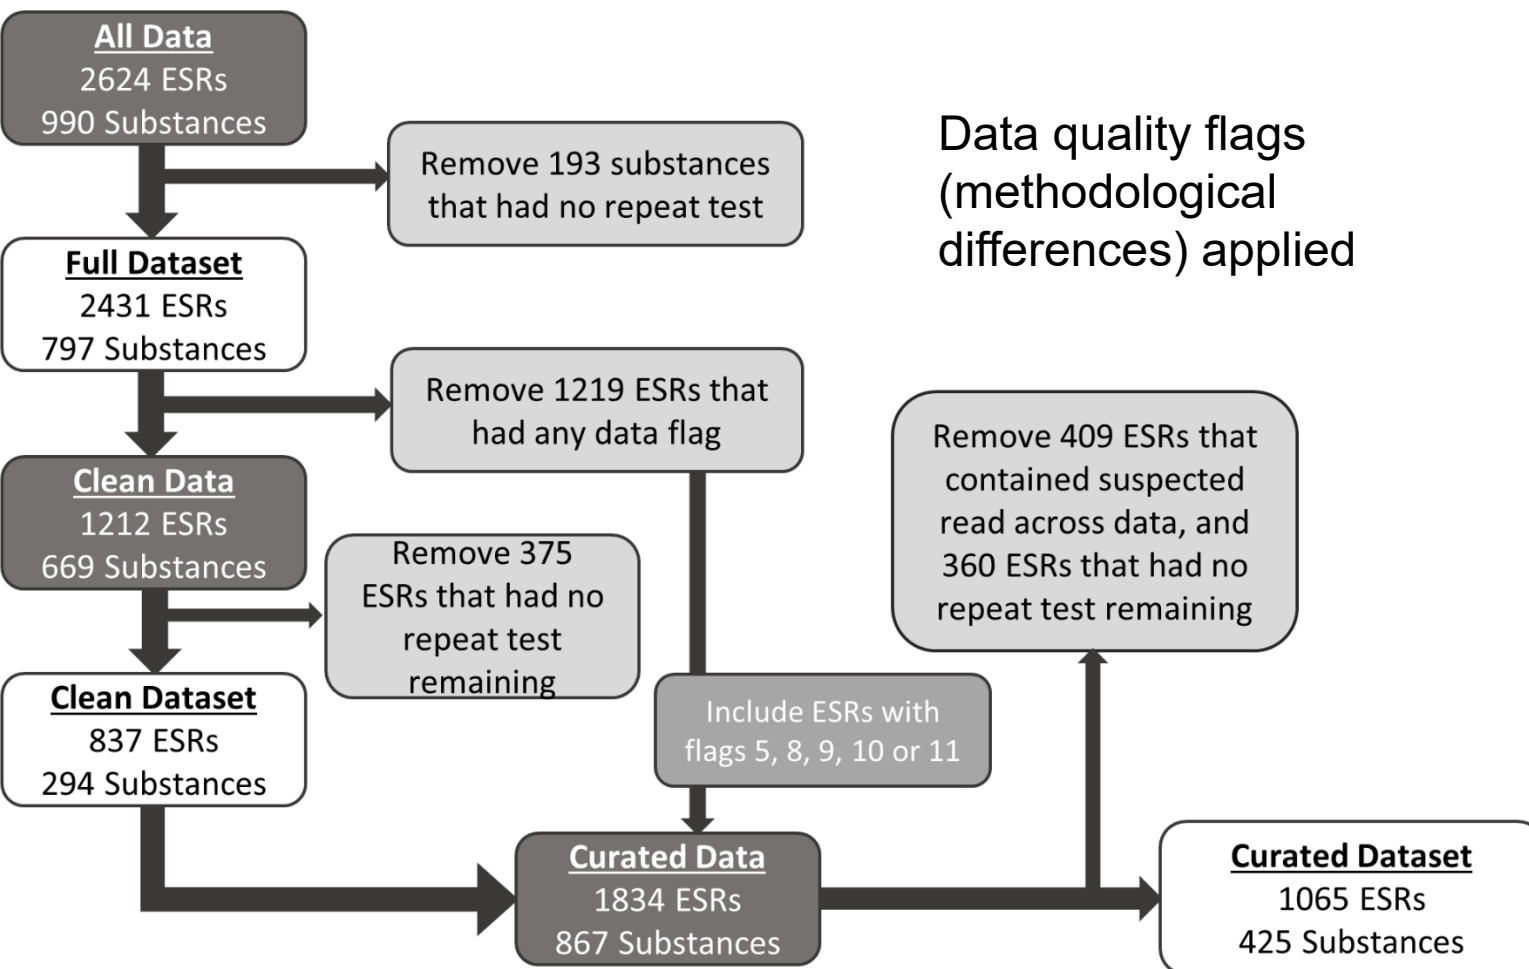 All Data
2624 ESRs
990 Substances
Remove 193 substances
that had no repeat test
Data quality flags
(methodological
differences) applied
Full Dataset
2431 ESRs
797 Substances
Remove 1219 ESRs that
had any data flag
Clean Data
1212 ESRs
669 Substances
Remove 375
ESRs that had no
repeat test
remaining
Remove 409 ESRs that
contained suspected
read across data, and
360 ESRs that had no
repeat test remaining
Clean Dataset
837 ESRs
294 Substances
Include ESRs with
flags 5, 8, 9, 10 or 11
Curated Data
1834 ESRs
867 Substances
Curated Dataset
1065 ESRs
425 Substances